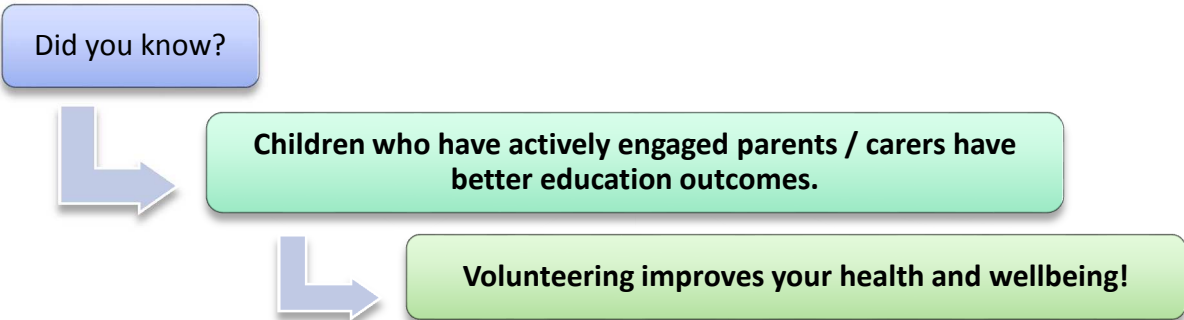 Did you know?
Children who have actively engaged parents / carers have
better education outcomes.
Volunteering improves your health and wellbeing!